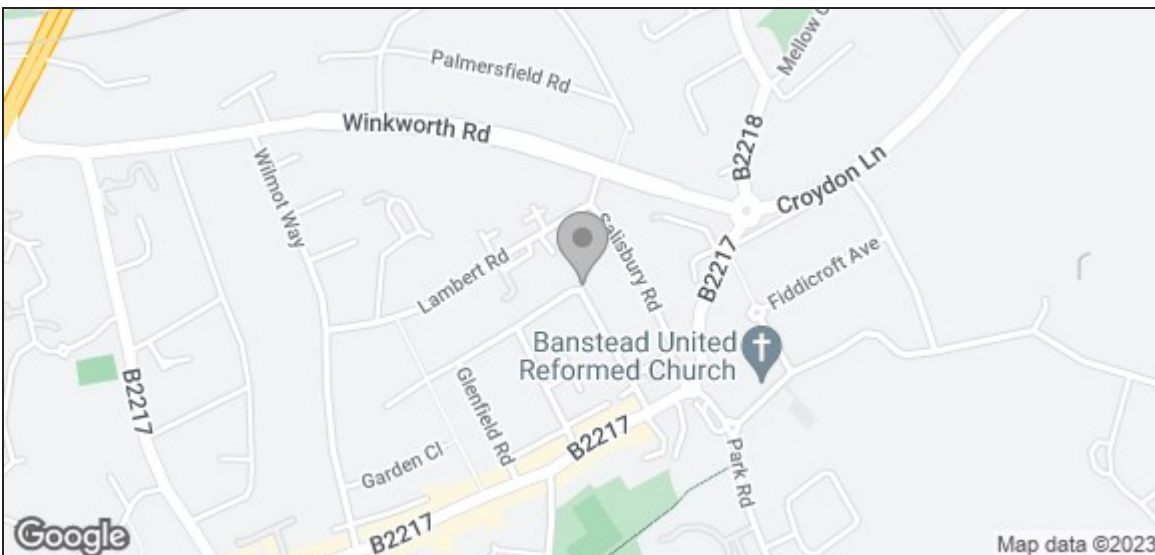 Palmersfield Rd
Mellow C
Winkworth Rd
B2218
Croydon Ln
Wilmot Way
Salisbury Rd
Lambert Rd
B2217
Fiddicroft Ave
Banstead United
Reformed Church
B2217
Glenfield Rd
B2217
Garden Cl
Park Rd
B2217
Google
Map data ©2023